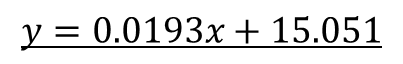 y = 0.0193x + 15.051